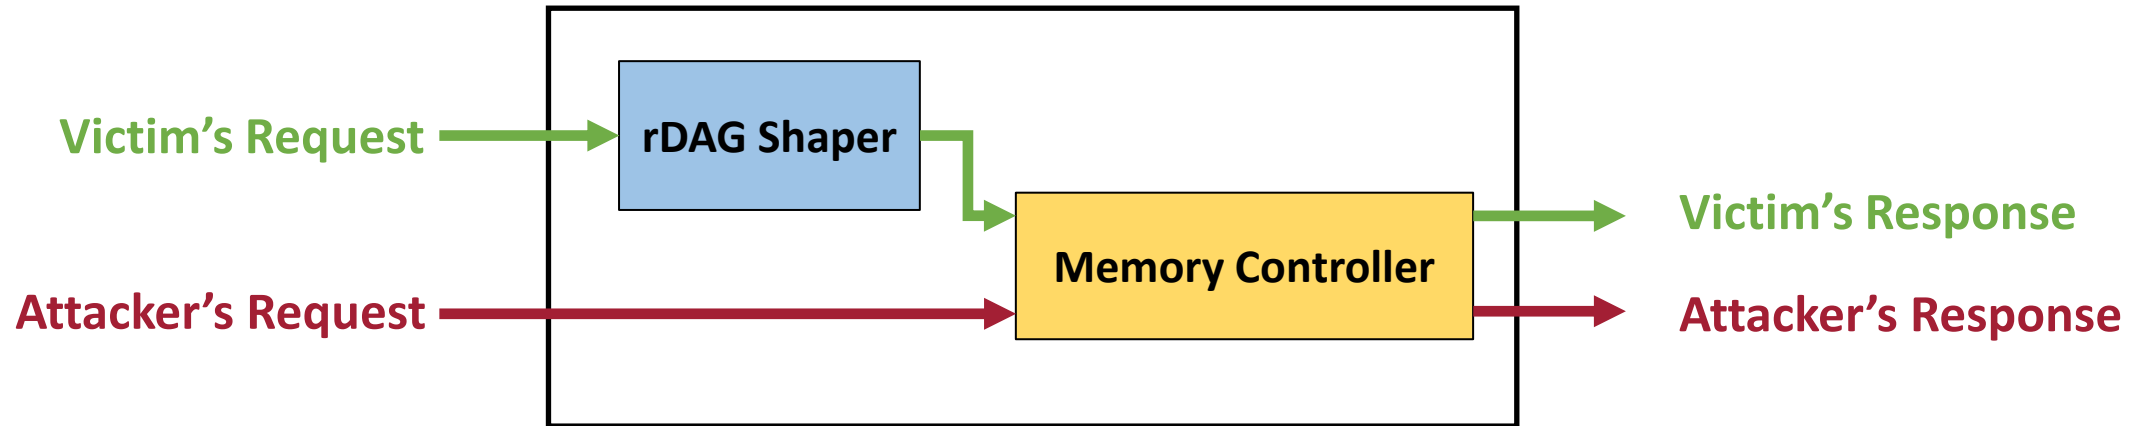 Victim’s Request
rDAG Shaper
Victim’s Response
Memory Controller
Attacker’s Request
Attacker’s Response